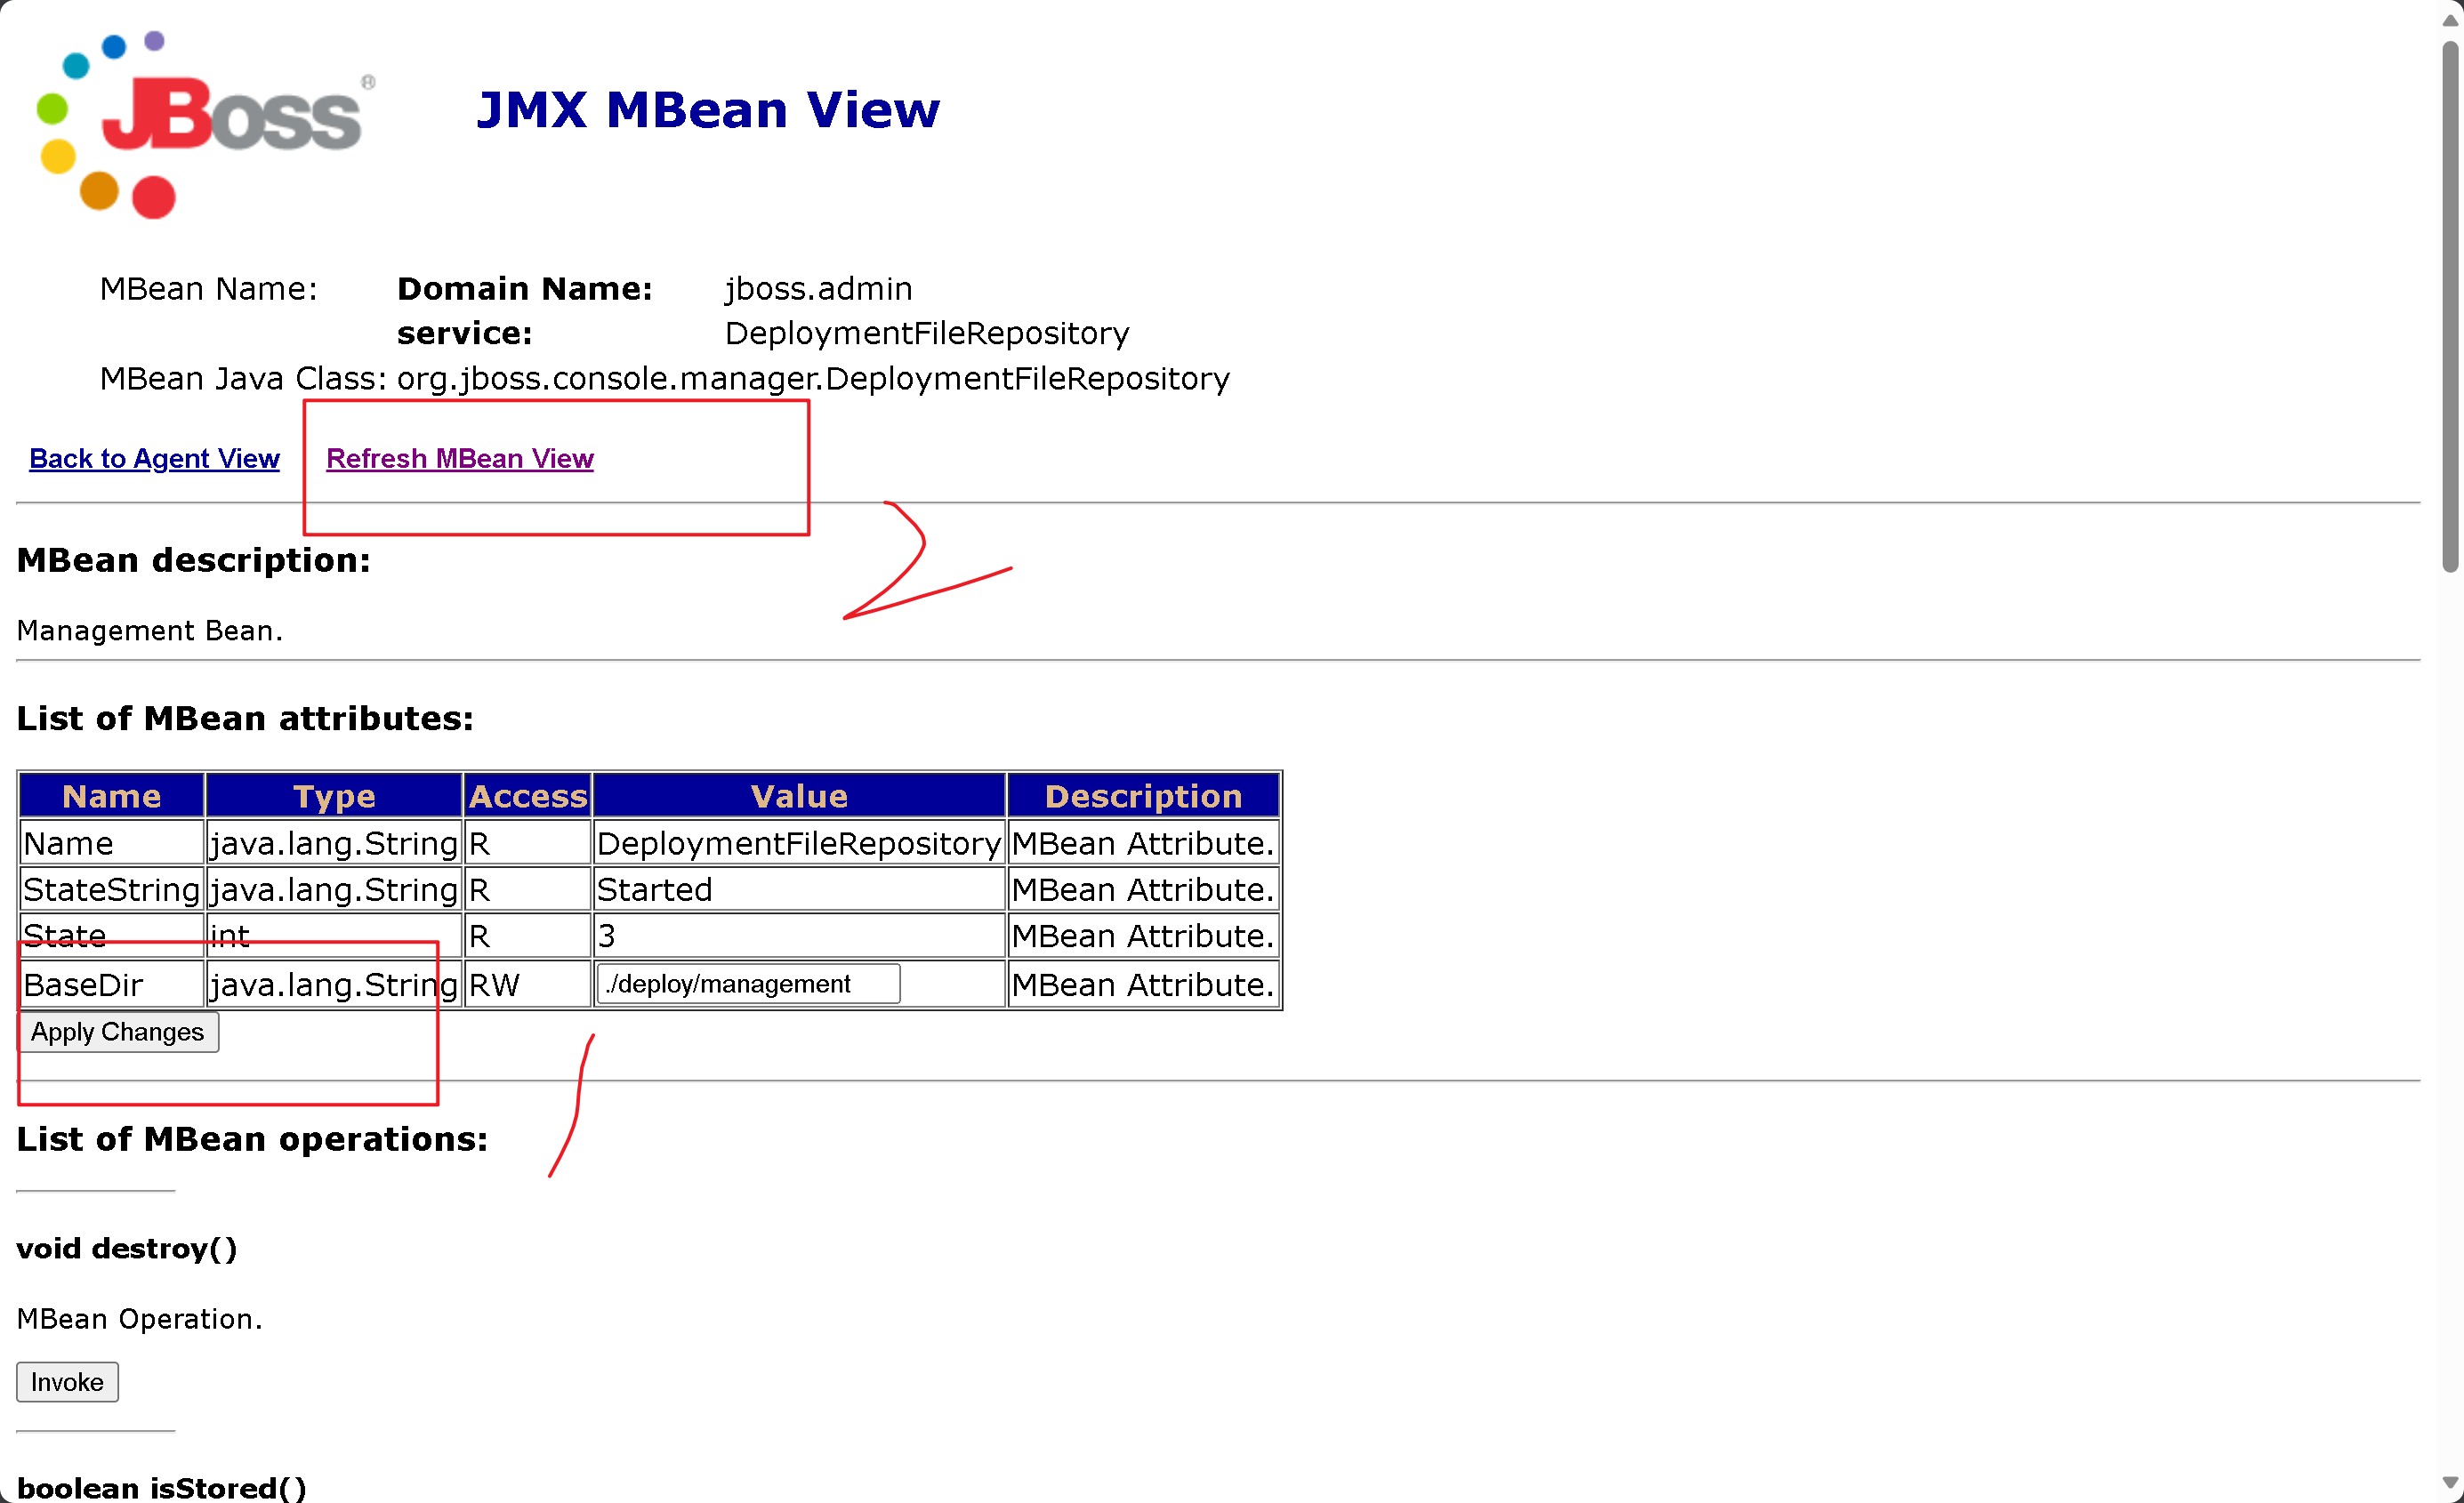 JBoss®
JMX MBean View
MBean Name: Domain Name: jboss.admin
service: DeploymentFileRepository
MBean Java Class: org.jboss.console.manager.DeploymentFileRepository
Back to Agent View Refresh MBean View
2
MBean description:
Management Bean.
List of MBean attributes:
Name Type Access Value Description
Name java.lang.String R DeploymentFileRepository MBean Attribute.
StateString java.lang.String R Started MBean Attribute.
State int R 3 MBean Attribute.
BaseDir java.lang.String RW ./deploy/management MBean Attribute.
Apply Changes
1
List of MBean operations:
void destroy()
MBean Operation.
Invoke
boolean isStored()